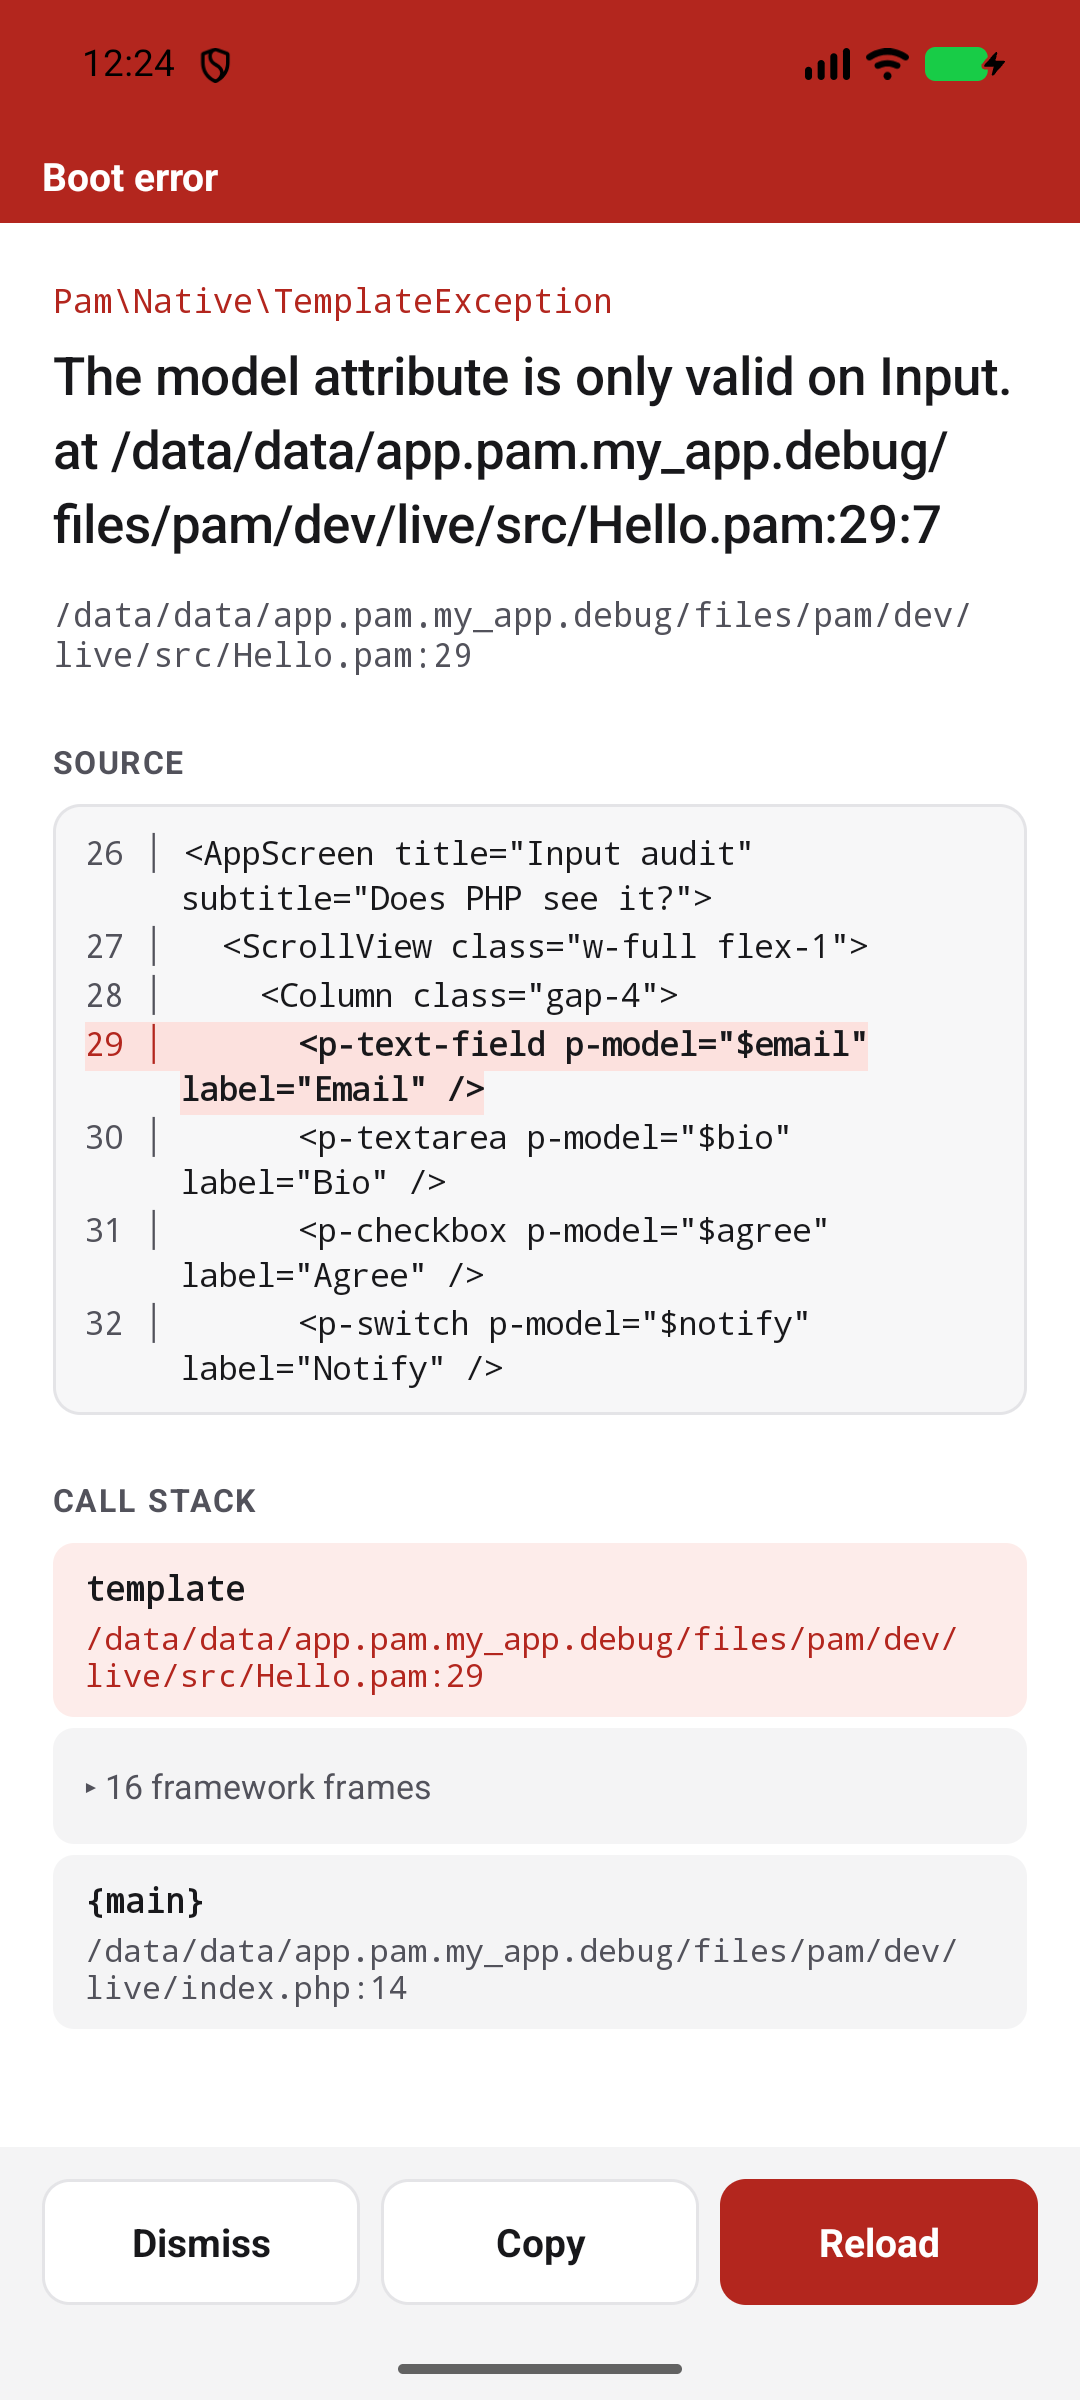 12:24
Boot error
Pam\Native\TemplateException
The model attribute is only valid on Input.
at /data/data/app.pam.my_app.debug/
files/pam/dev/live/src/Hello.pam:29:7
/data/data/app.pam.my_app.debug/files/pam/dev/
live/src/Hello.pam:29
SOURCE
26 │ <AppScreen title="Input audit"
subtitle="Does PHP see it?">
27 │   <ScrollView class="w-full flex-1">
28 │     <Column class="gap-4">
29 │       <p-text-field p-model="$email"
label="Email" />
30 │       <p-textarea p-model="$bio"
label="Bio" />
31 │       <p-checkbox p-model="$agree"
label="Agree" />
32 │       <p-switch p-model="$notify"
label="Notify" />
CALL STACK
template
/data/data/app.pam.my_app.debug/files/pam/dev/
live/src/Hello.pam:29
▸ 16 framework frames
{main}
/data/data/app.pam.my_app.debug/files/pam/dev/
live/index.php:14
Dismiss
Copy
Reload